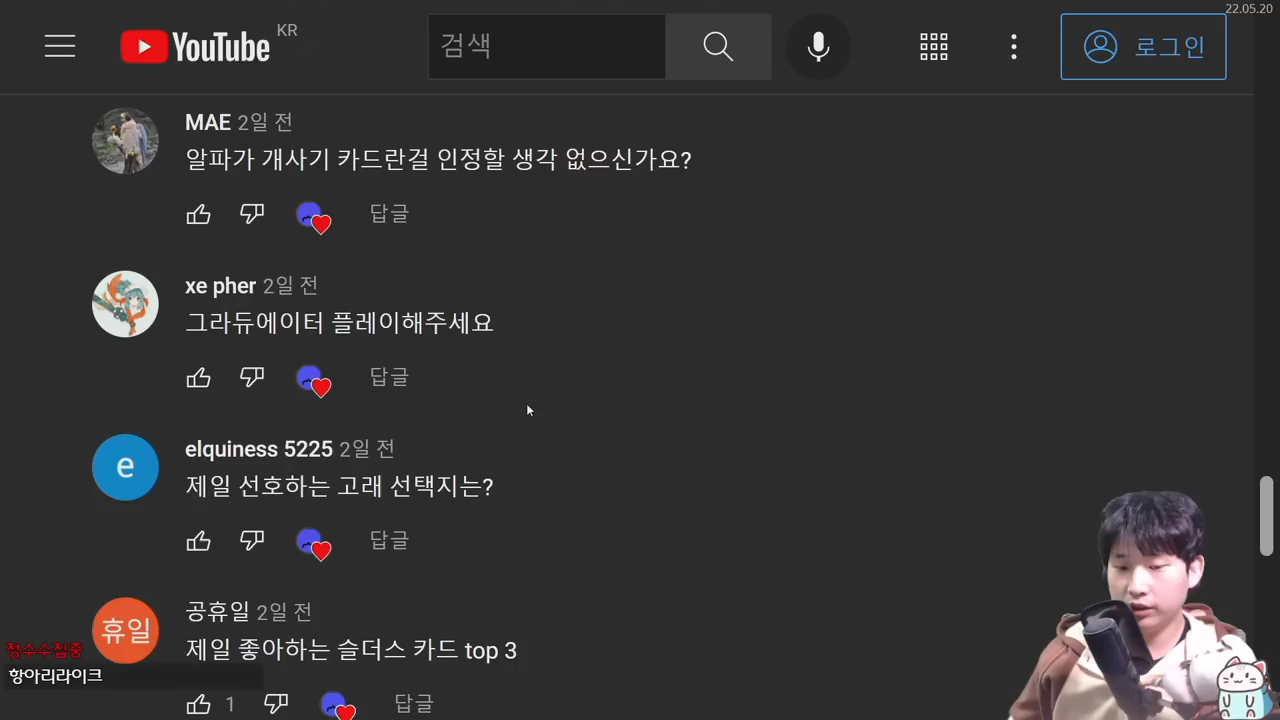 22.05.20
YouTube KR
검색
로그인
MAE 2일 전
알파가 개사기 카드란걸 인정할 생각 없으신가요?
답글
xe pher 2일 전
그라듀에이터 플레이해주세요
답글
e
elquiness 5225 2일 전
제일 선호하는 고래 선택지는?
답글
휴일
공휴일 2일 전
제일 좋아하는 슬더스 카드 top 3
정수수집중
항아리라이크
1
답글